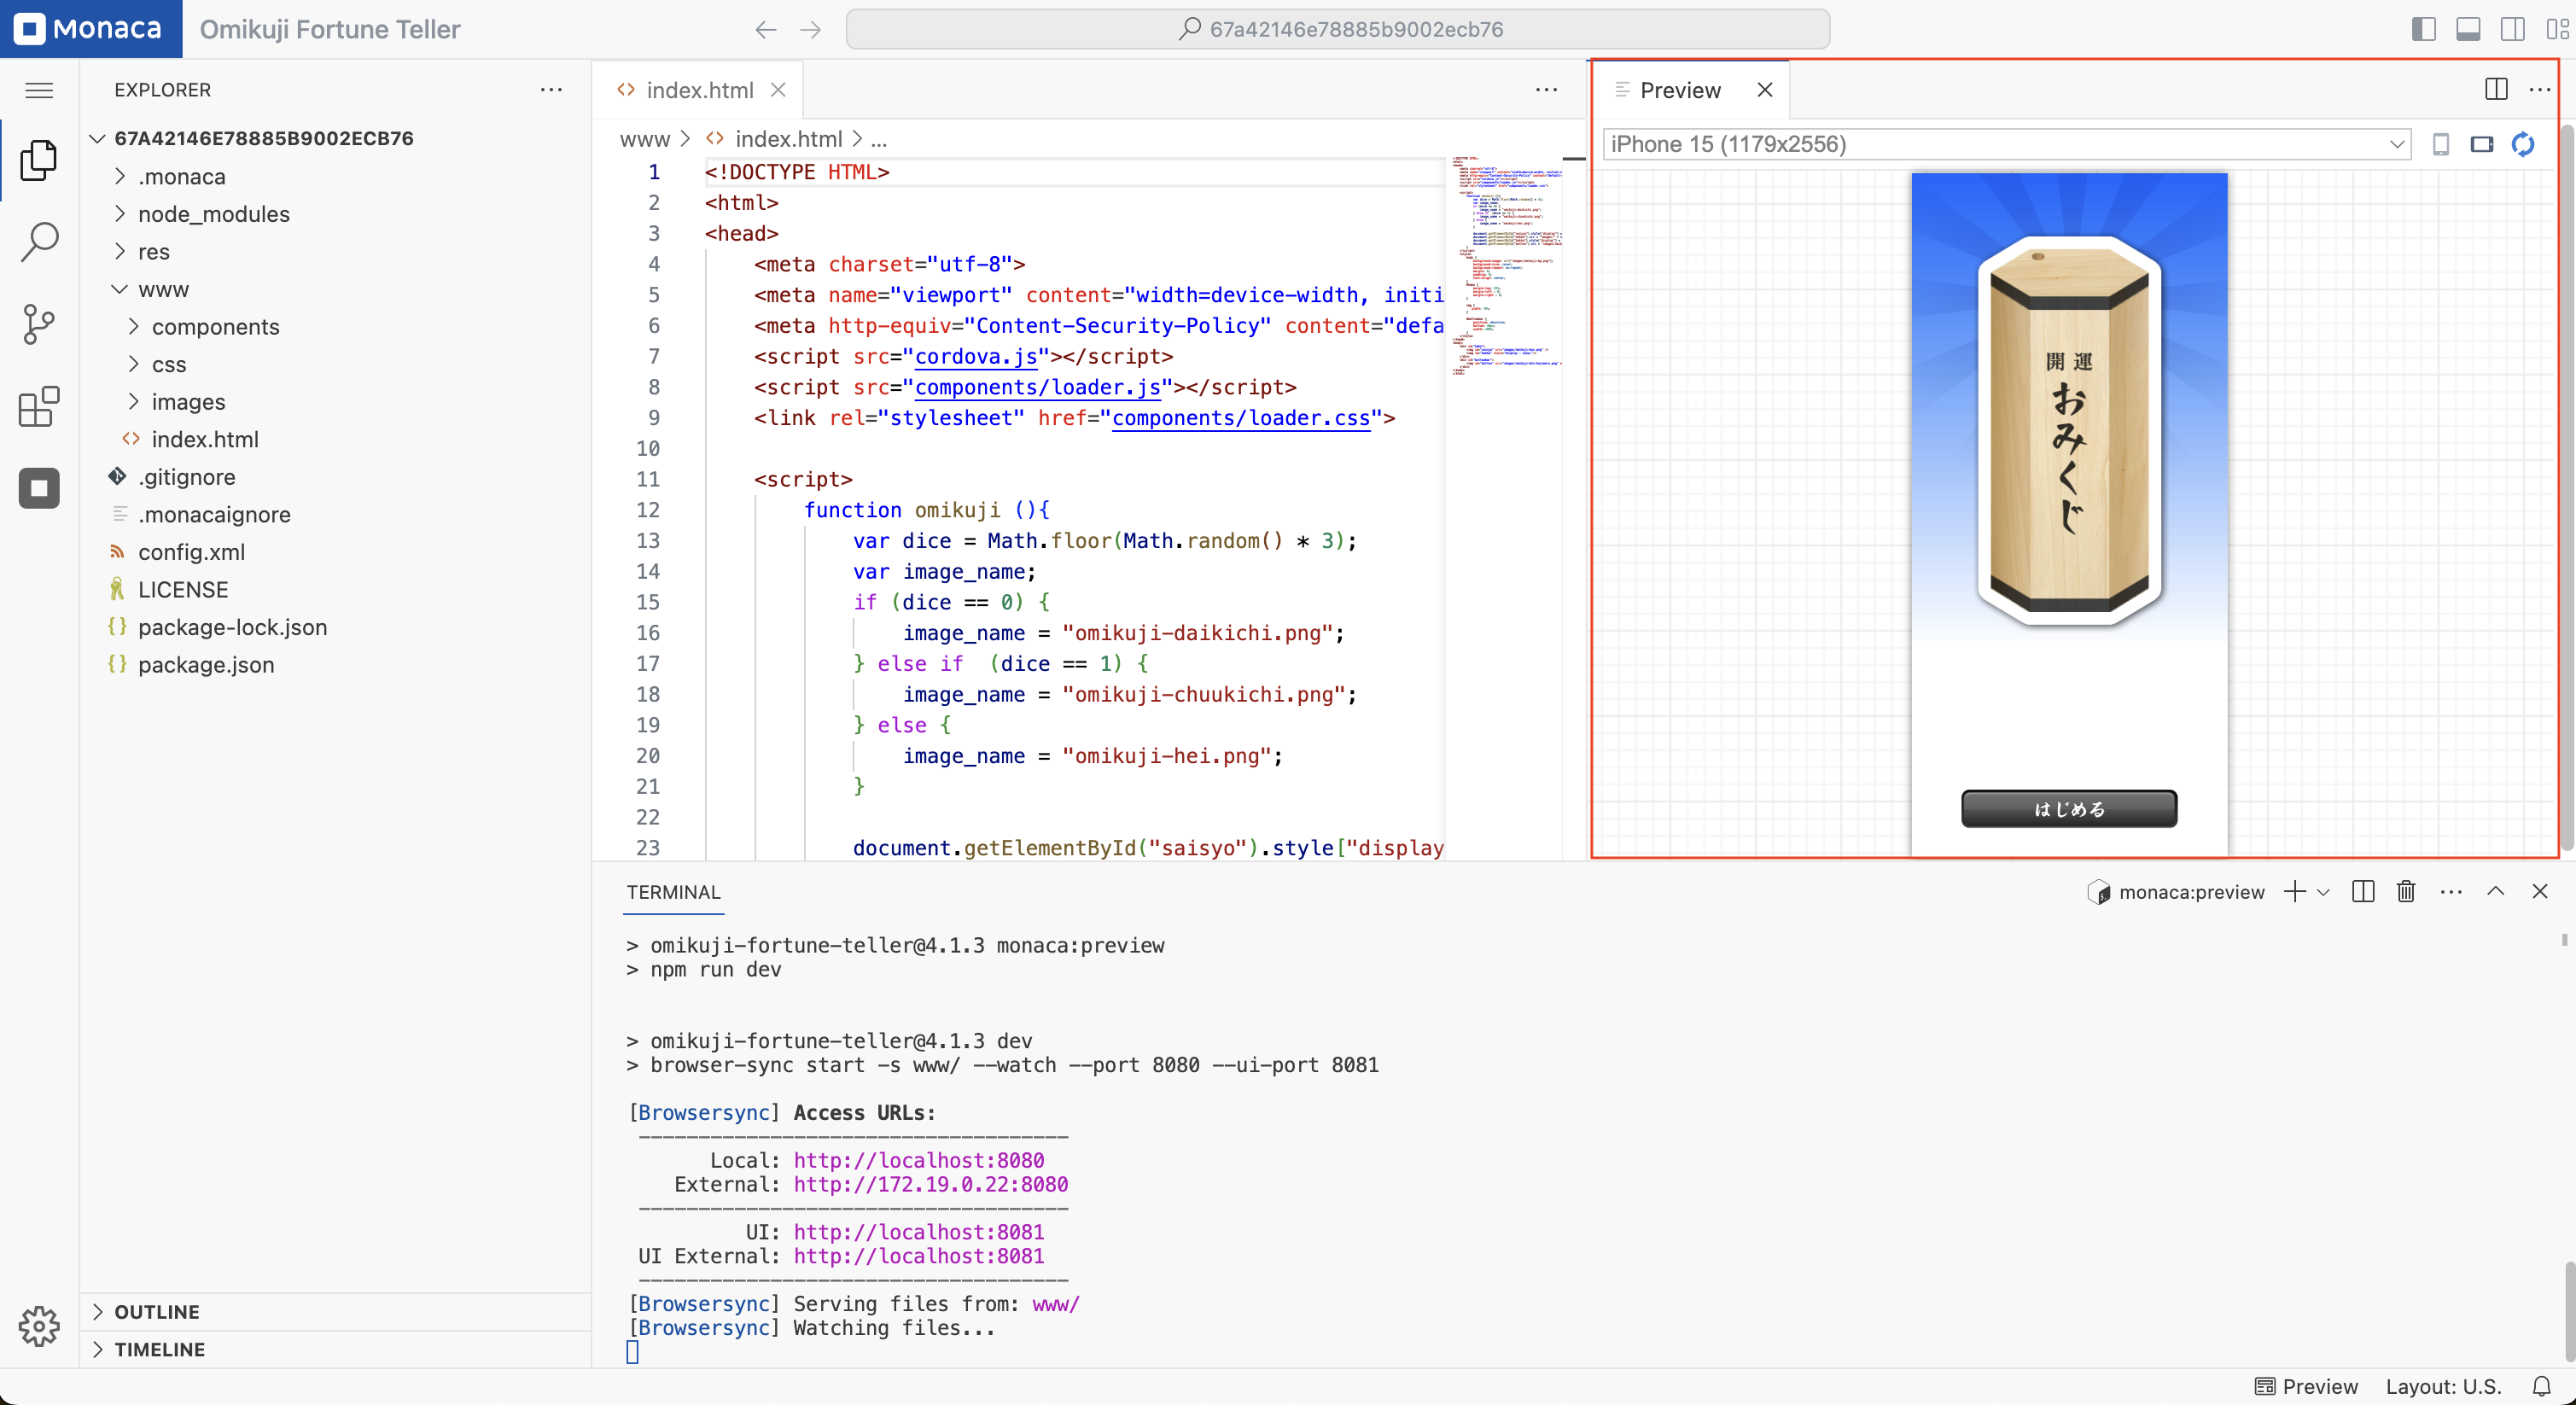 Monaca
Omikuji Fortune Teller
67a42146e78885b9002ecb76
EXPLORER
67A42146E78885B9002ECB76
.monaca
node_modules
res
www
components
css
images
index.html
.gitignore
.monacaignore
config.xml
LICENSE
package-lock.json
package.json
OUTLINE
TIMELINE
index.html
www > index.html > ...
1 <!DOCTYPE HTML>
2 <html>
3 <head>
4 <meta charset="utf-8">
5 <meta name="viewport" content="width=device-width, initi
6 <meta http-equiv="Content-Security-Policy" content="defa
7 <script src="cordova.js"></script>
8 <script src="components/loader.js"></script>
9 <link rel="stylesheet" href="components/loader.css">
10
11 <script>
12 function omikuji (){
13 var dice = Math.floor(Math.random() * 3);
14 var image_name;
15 if (dice == 0) {
16 image_name = "omikuji-daikichi.png";
17 } else if  (dice == 1) {
18 image_name = "omikuji-chuukichi.png";
19 } else {
20 image_name = "omikuji-hei.png";
21 }
22
23 document.getElementById("saisyo").style["display
Preview
iPhone 15 (1179x2556)
開運
おみくじ
はじめる
TERMINAL
monaca:preview
> omikuji-fortune-teller@4.1.3 monaca:preview
> npm run dev
> omikuji-fortune-teller@4.1.3 dev
> browser-sync start -s www/ --watch --port 8080 --ui-port 8081
[Browsersync] Access URLs:
------------------------------------
Local: http://localhost:8080
External: http://172.19.0.22:8080
------------------------------------
UI: http://localhost:8081
UI External: http://localhost:8081
------------------------------------
[Browsersync] Serving files from: www/
[Browsersync] Watching files...
Preview
Layout: U.S.